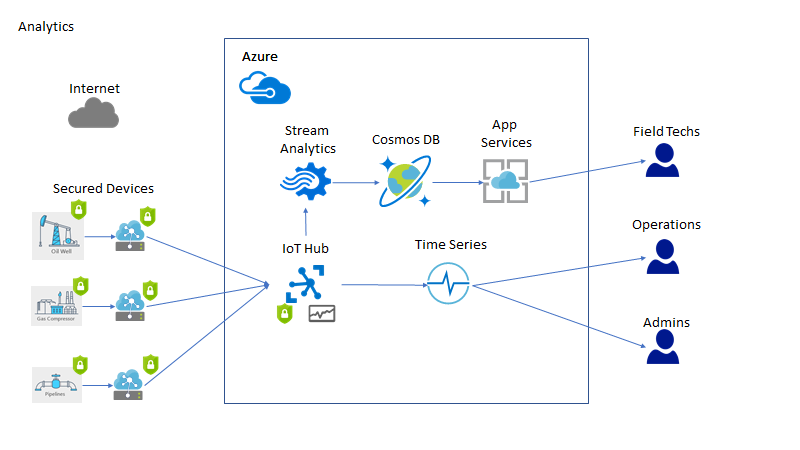 Analytics
Internet
Azure
Stream
Analytics
Cosmos DB
App
Services
Field Techs
Secured Devices
Oil Well
IoT Hub
Time Series
Operations
Gas Compressor
Admins
Pipelines